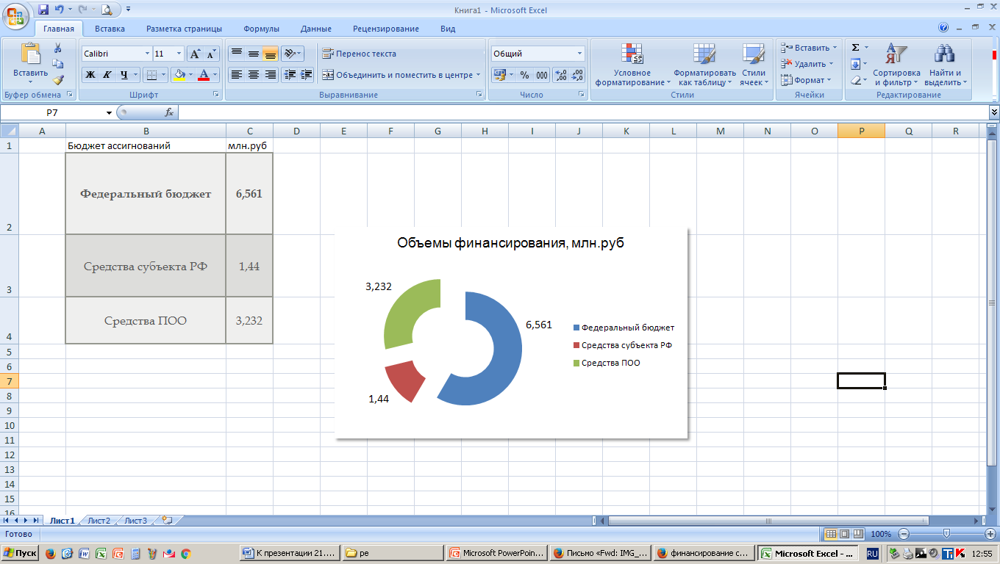 Книга1 - Microsoft Excel
Главная Вставка Разметка страницы Формулы Данные Рецензирование Вид
Calibri 11 Перенос текста Общий Вставить
Вставить Ж К Ч Объединить и поместить в центре % 000 Условное форматирование Форматировать как таблицу Стили ячеек Удалить Формат Сортировка и фильтр Найти и выделить
Буфер обмена Шрифт Выравнивание Число Стили Ячейки Редактирование
P7 fx
A B C D E F G H I J K L M N O P Q R
1 Бюджет ассигнований млн.руб
2 Федеральный бюджет 6,561
3 Средства субъекта РФ 1,44
4 Средства ПОО 3,232
5
6
7
8
9
10
11
12
13
14
15
16
Объемы финансирования, млн.руб
3,232
6,561
1,44
Федеральный бюджет
Средства субъекта РФ
Средства ПОО
Лист1 Лист2 Лист3
Готово 100%
Пуск К презентации 21.... ре Microsoft PowerPoin... Письмо «Fwd: IMG_... финансирование с... Microsoft Excel - ... RU 12:55